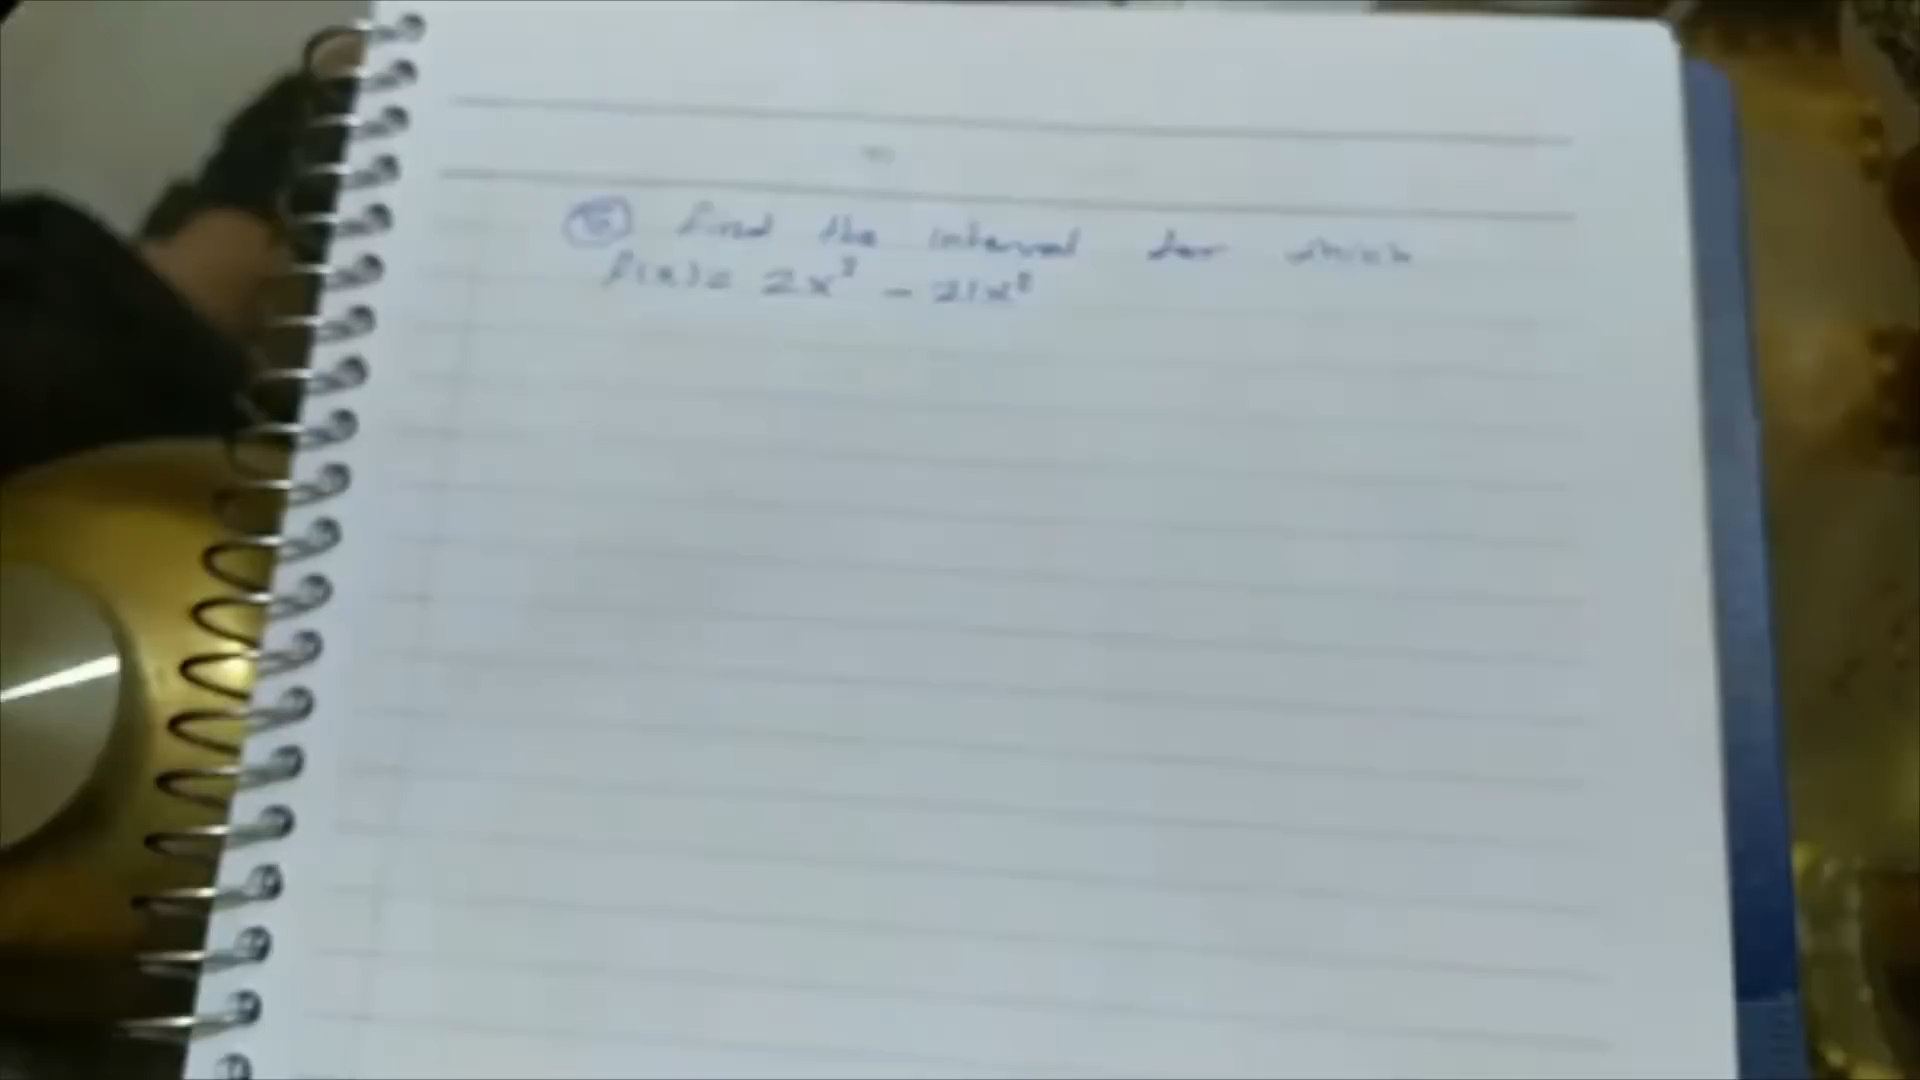 ⑤ find the interval for which
f(x) = 2x³ - 21x²